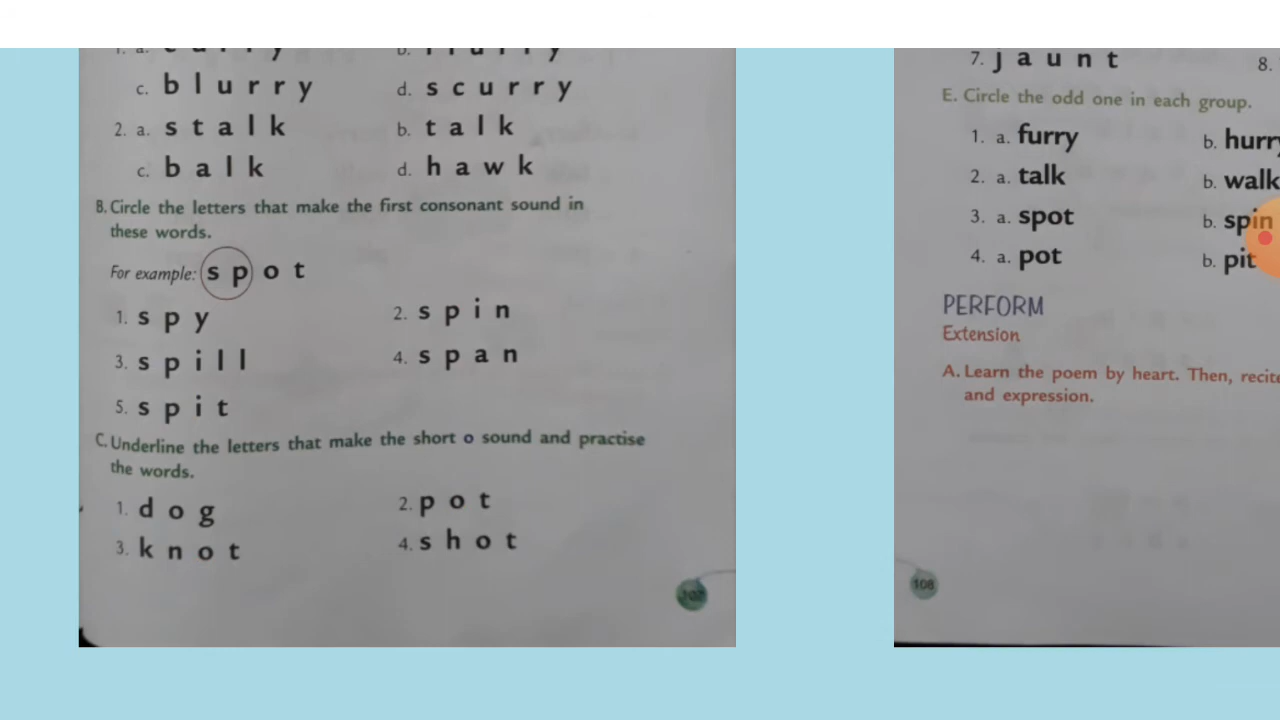 c. b l u r r y d. s c u r r y
2. a. s t a l k b. t a l k
c. b a l k d. h a w k
B. Circle the letters that make the first consonant sound in
these words.
For example: s p o t
1. s p y 2. s p i n
3. s p i l l 4. s p a n
5. s p i t
C. Underline the letters that make the short o sound and practise
the words.
1. d o g 2. p o t
3. k n o t 4. s h o t
107
7. j a u n t 8.
E. Circle the odd one in each group.
1. a. furry b. hurry
2. a. talk b. walk
3. a. spot b. spin
4. a. pot b. pit
PERFORM
Extension
A. Learn the poem by heart. Then, recite
and expression.
108